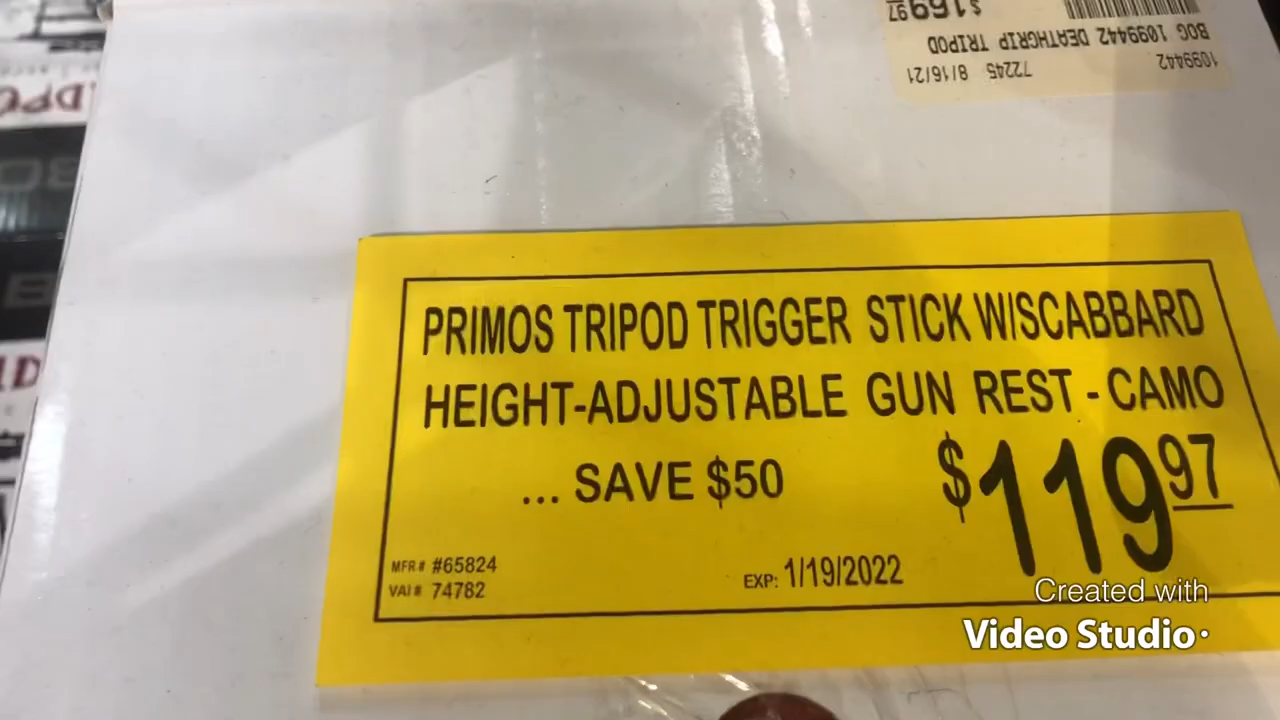 $169.97
BOG 1099442 DEATHGRIP TRIPOD
1099442 72245 8/16/21
PRIMOS TRIPOD TRIGGER STICK W/SCABBARD
HEIGHT-ADJUSTABLE GUN REST - CAMO
... SAVE $50
$119.97
MFR# #65824
VAI# 74782
EXP: 1/19/2022
Created with
Video Studio